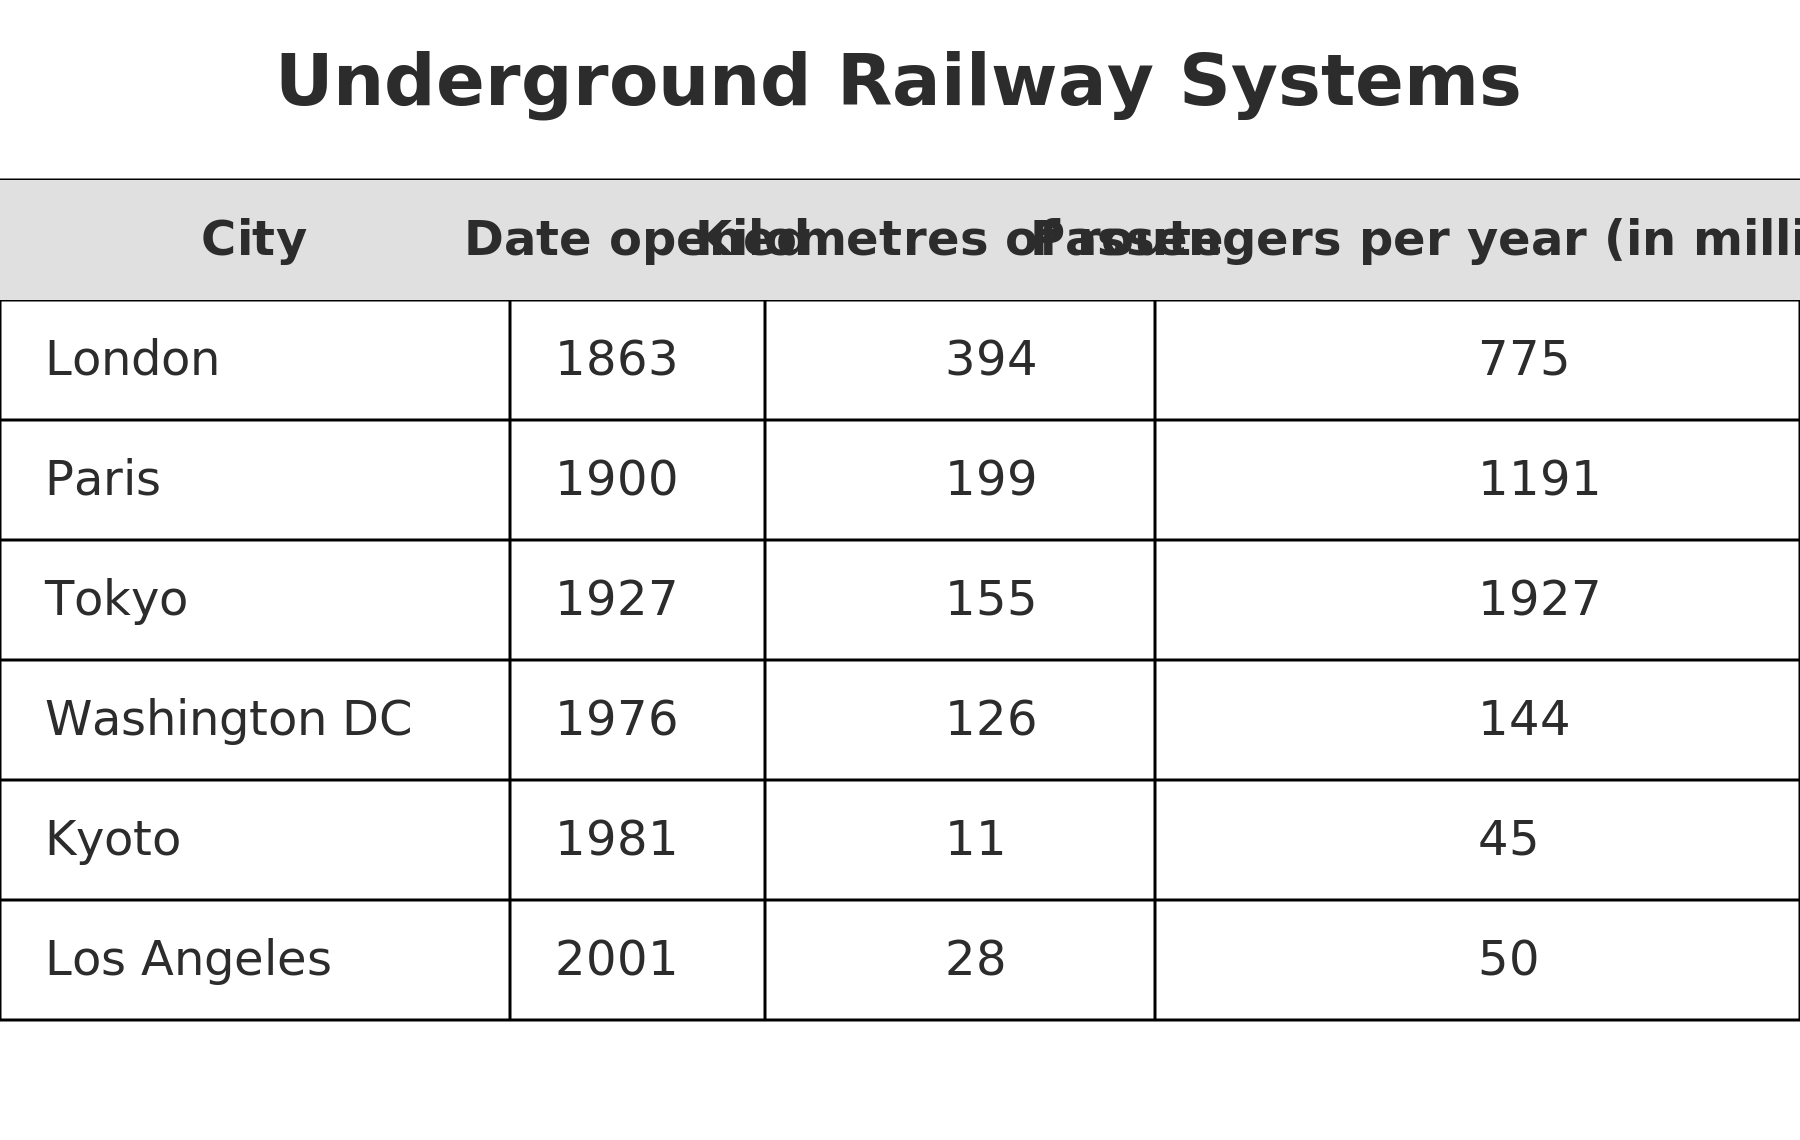 Underground Railway Systems
City Date opened Kilometres of route Passengers per year (in milli
London 1863 394 775
Paris 1900 199 1191
Tokyo 1927 155 1927
Washington DC 1976 126 144
Kyoto 1981 11 45
Los Angeles 2001 28 50